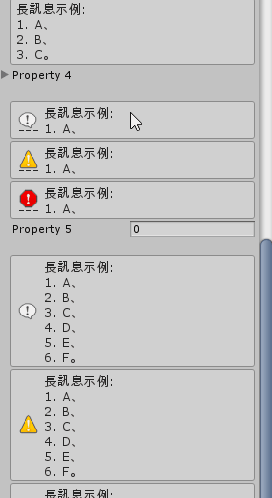 長訊息示例:
1. A、
2. B、
3. C。
Property 4
長訊息示例:
1. A、
長訊息示例:
1. A、
長訊息示例:
1. A、
Property 5
0
長訊息示例:
1. A、
2. B、
3. C、
4. D、
5. E、
6. F。
長訊息示例:
1. A、
2. B、
3. C、
4. D、
5. E、
6. F。
長訊息示例: